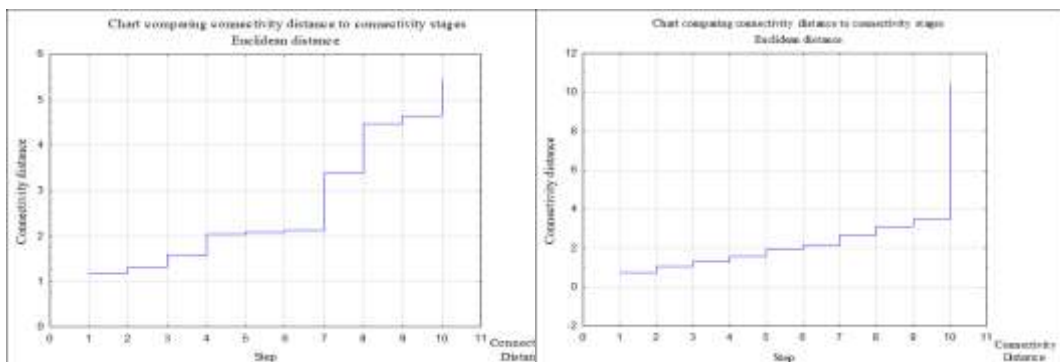 Chart comparing connectivity distance to connectivity stages
Euclidean distance
Connectivity distance
6
5
4
3
2
1
0
0 1 2 3 4 5 6 7 8 9 10 11
Step
Connect
Distan
Chart comparing connectivity distance to connectivity stages
Euclidean distance
Connectivity distance
12
10
8
6
4
2
0
-2
0 1 2 3 4 5 6 7 8 9 10 11
Step
Connectivity
Distance